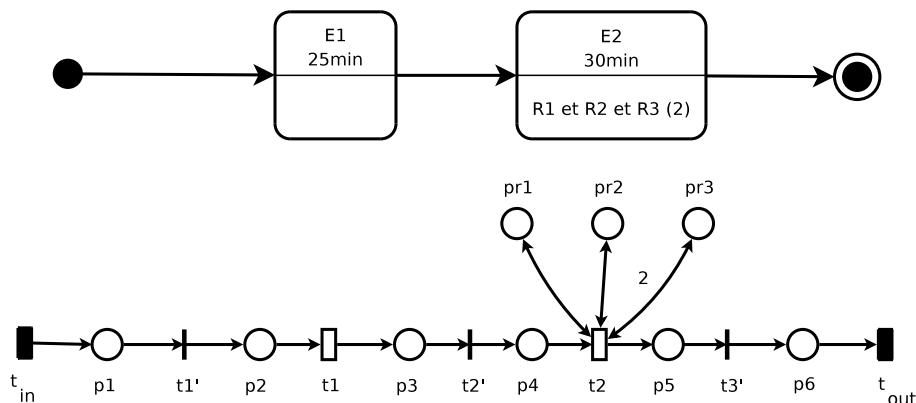 E1
25min
E2
30min
R1 et R2 et R3 (2)
pr1 pr2 pr3
2
t in p1 t1' p2 t1 p3 t2' p4 t2 p5 t3' p6 t out